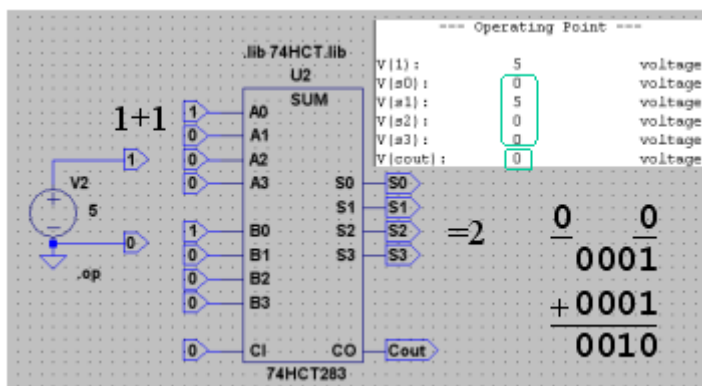 --- Operating Point ---
V(1): 5 voltage
V(s0): 0 voltage
V(s1): 5 voltage
V(s2): 0 voltage
V(s3): 0 voltage
V(cout): 0 voltage
.lib 74HCT.lib
U2
SUM
1+1
1 A0
0 A1
0 A2
0 A3
S0 S0
S1 S1
S2 S2
S3 S3
1 B0
0 B1
0 B2
0 B3
0 CI
CO Cout
74HCT283
1
V2
5
0
.op
=2
0 0
0001
+0001
0010